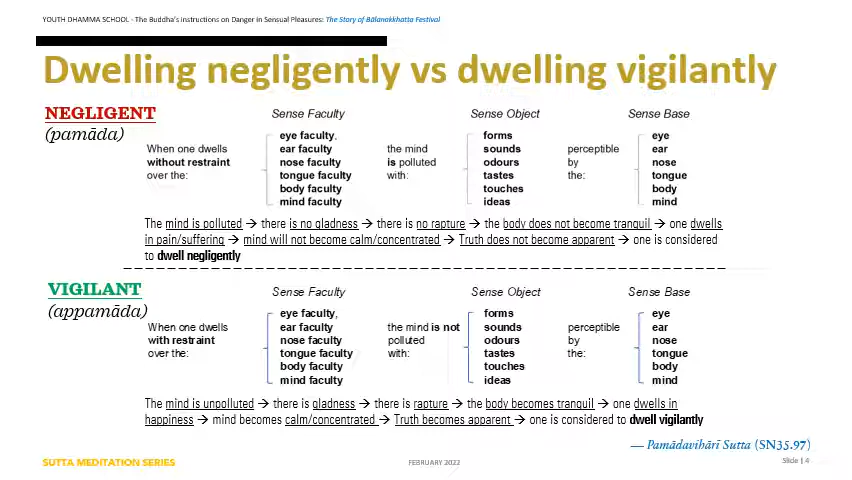 YOUTH DHAMMA SCHOOL - The Buddha's instructions on Danger in Sensual Pleasures: The Story of Bālanakkhatta Festival
Dwelling negligently vs dwelling vigilantly
NEGLIGENT
(pamāda)
Sense Faculty Sense Object Sense Base
When one dwells
without restraint
over the:
eye faculty,
ear faculty
nose faculty
tongue faculty
body faculty
mind faculty
the mind
is polluted
with:
forms
sounds
odours
tastes
touches
ideas
perceptible
by
the:
eye
ear
nose
tongue
body
mind
The mind is polluted → there is no gladness → there is no rapture → the body does not become tranquil → one dwells
in pain/suffering → mind will not become calm/concentrated → Truth does not become apparent → one is considered
to dwell negligently
VIGILANT
(appamāda)
Sense Faculty Sense Object Sense Base
When one dwells
with restraint
over the:
eye faculty,
ear faculty
nose faculty
tongue faculty
body faculty
mind faculty
the mind is not
polluted
with:
forms
sounds
odours
tastes
touches
ideas
perceptible
by
the:
eye
ear
nose
tongue
body
mind
The mind is unpolluted → there is gladness → there is rapture → the body becomes tranquil → one dwells in
happiness → mind becomes calm/concentrated → Truth becomes apparent → one is considered to dwell vigilantly
— Pamādavihārī Sutta (SN35.97)
SUTTA MEDITATION SERIES
FEBRUARY 2022
Slide | 4